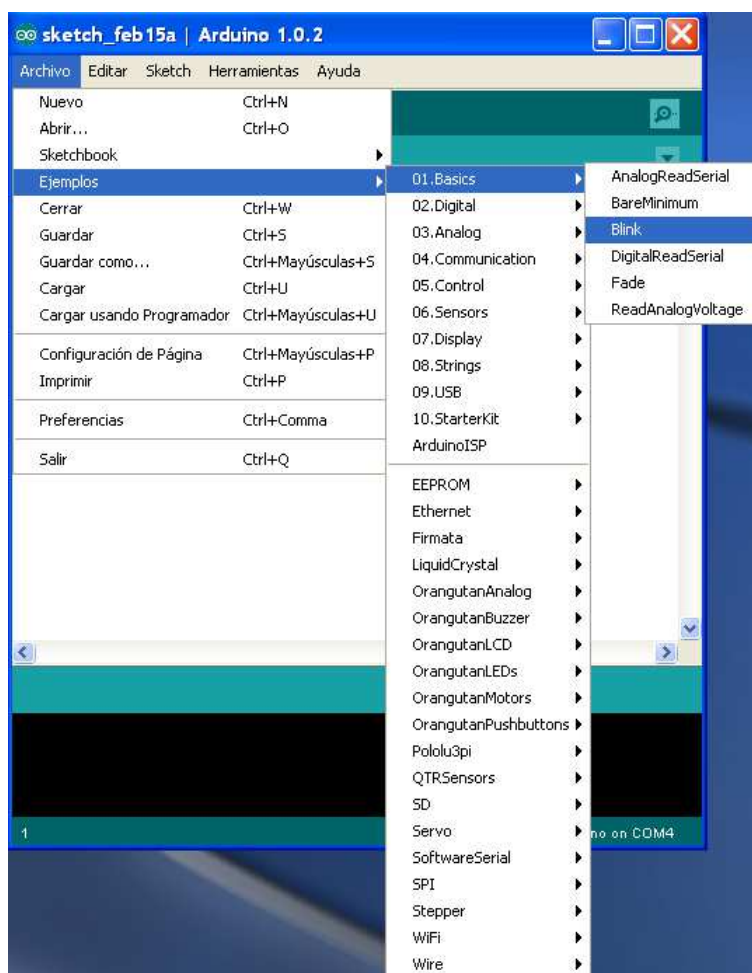 sketch_feb15a | Arduino 1.0.2
Archivo Editar Sketch Herramientas Ayuda
Nuevo Ctrl+N
Abrir... Ctrl+O
Sketchbook
Ejemplos
Cerrar Ctrl+W
Guardar Ctrl+S
Guardar como... Ctrl+Mayúsculas+S
Cargar Ctrl+U
Cargar usando Programador Ctrl+Mayúsculas+U
Configuración de Página Ctrl+Mayúsculas+P
Imprimir Ctrl+P
Preferencias Ctrl+Comma
Salir Ctrl+Q
01.Basics
02.Digital
03.Analog
04.Communication
05.Control
06.Sensors
07.Display
08.Strings
09.USB
10.StarterKit
ArduinoISP
EEPROM
Ethernet
Firmata
LiquidCrystal
OrangutanAnalog
OrangutanBuzzer
OrangutanLCD
OrangutanLEDs
OrangutanMotors
OrangutanPushbuttons
Pololu3pi
QTRSensors
SD
Servo
SoftwareSerial
SPI
Stepper
WiFi
Wire
AnalogReadSerial
BareMinimum
Blink
DigitalReadSerial
Fade
ReadAnalogVoltage
1 no on COM4